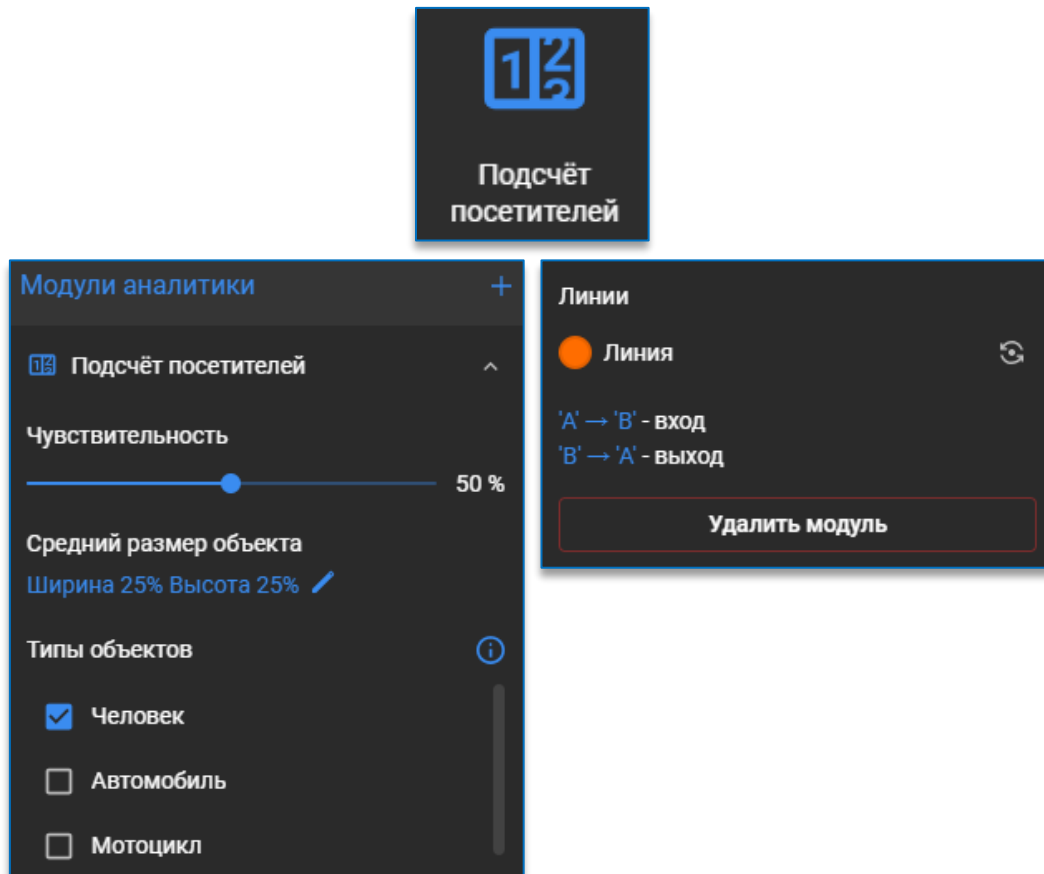 Подсчёт
посетителей
Модули аналитики
Подсчёт посетителей
Чувствительность
50 %
Средний размер объекта
Ширина 25% Высота 25%
Типы объектов
Человек
Автомобиль
Мотоцикл
Линии
Линия
'A' → 'B' - вход
'B' → 'A' - выход
Удалить модуль